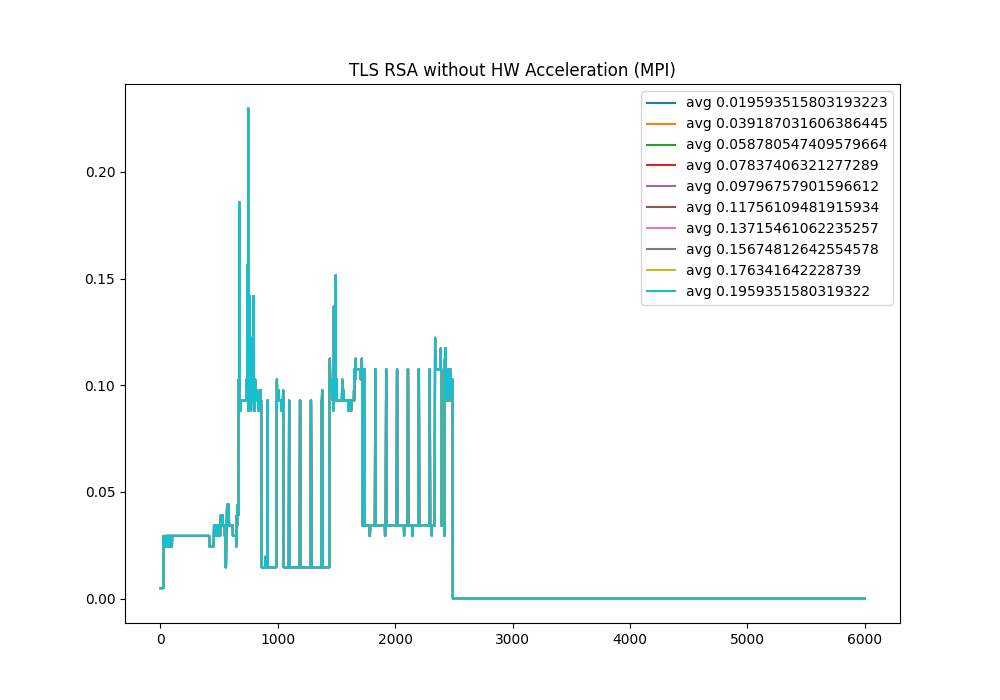 TLS RSA without HW Acceleration (MPI)
avg 0.019593515803193223
avg 0.039187031606386445
avg 0.058780547409579664
avg 0.07837406321277289
avg 0.09796757901596612
avg 0.11756109481915934
avg 0.13715461062235257
avg 0.15674812642554578
avg 0.176341642228739
avg 0.1959351580319322
0.20
0.15
0.10
0.05
0.00
0 1000 2000 3000 4000 5000 6000